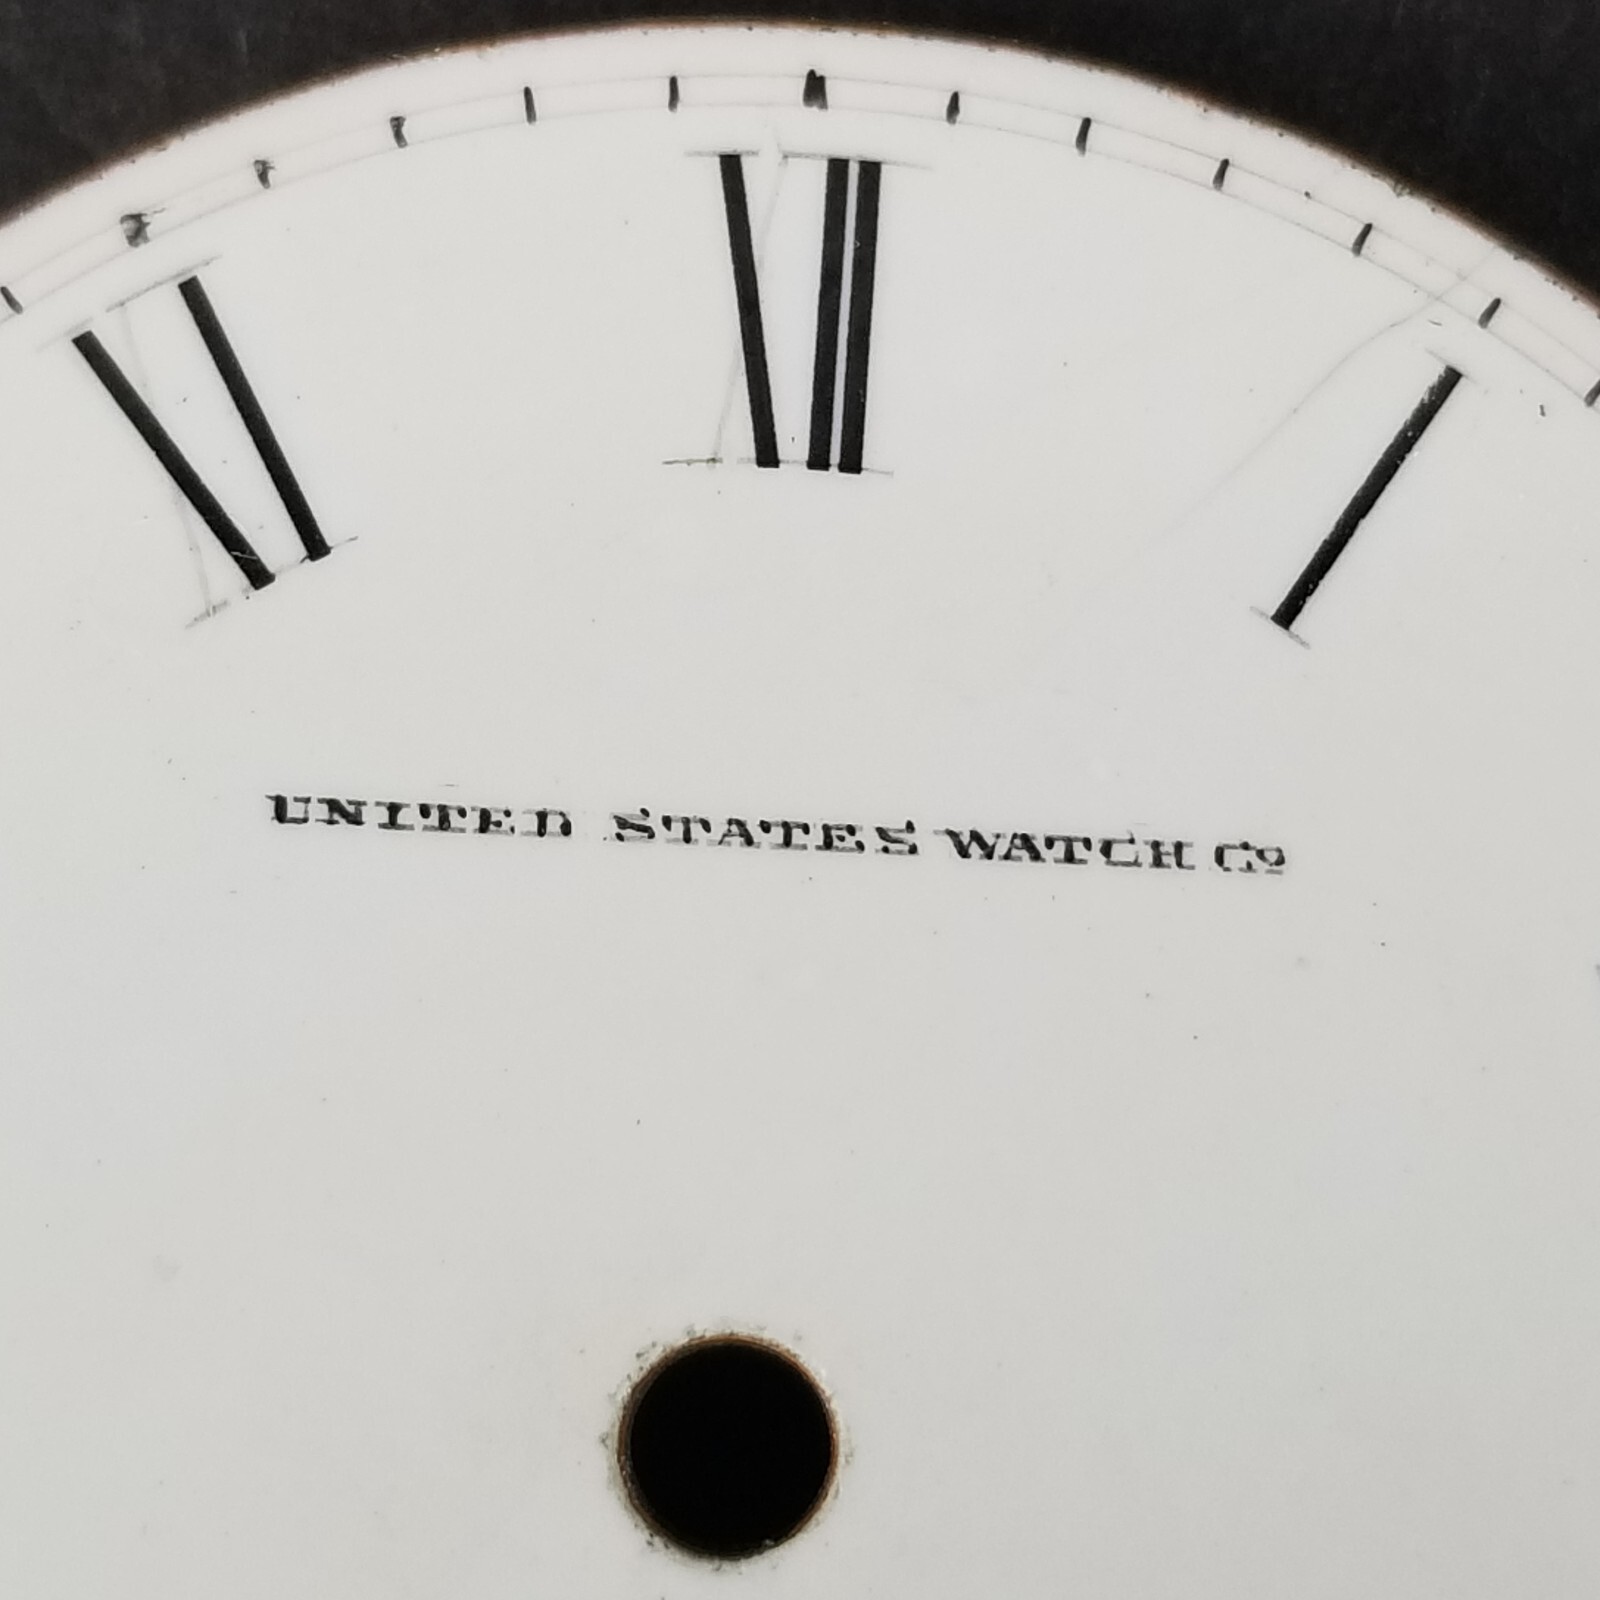 XI
XII
I
UNITED STATES WATCH Cº